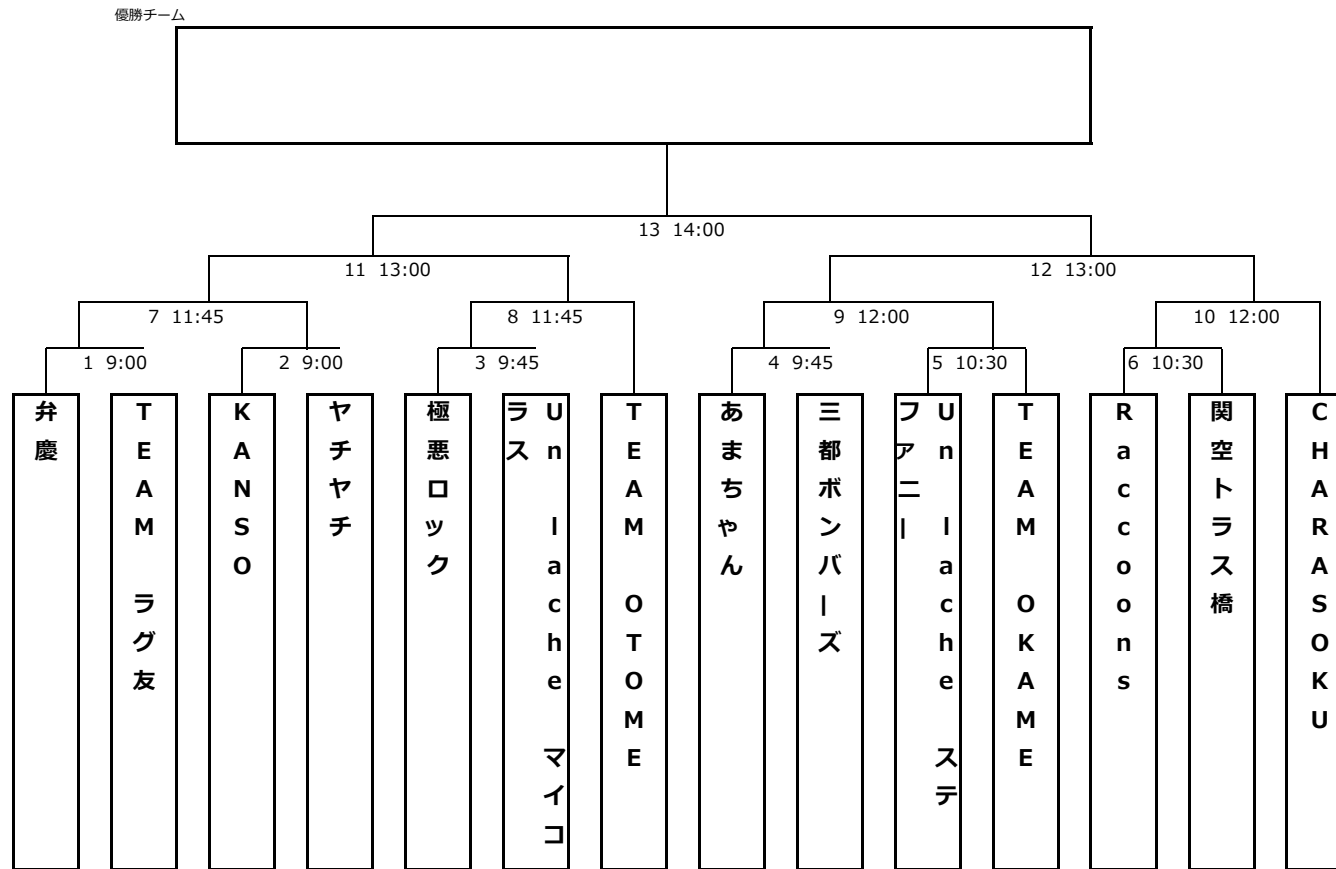 優勝チーム
13 14:00
11 13:00
12 13:00
7 11:45
8 11:45
9 12:00
10 12:00
1 9:00
2 9:00
3 9:45
4 9:45
5 10:30
6 10:30
弁慶
TEAM ラグ友
KANSO
ヤチヤチ
極悪ロック
Un lache マイコ
ラス
TEAM OTOME
あまちゃん
三都ボンバーズ
Un lache ステ
ファニー
TEAM OKAME
Raccoons
関空トラス橋
CHARASOKU